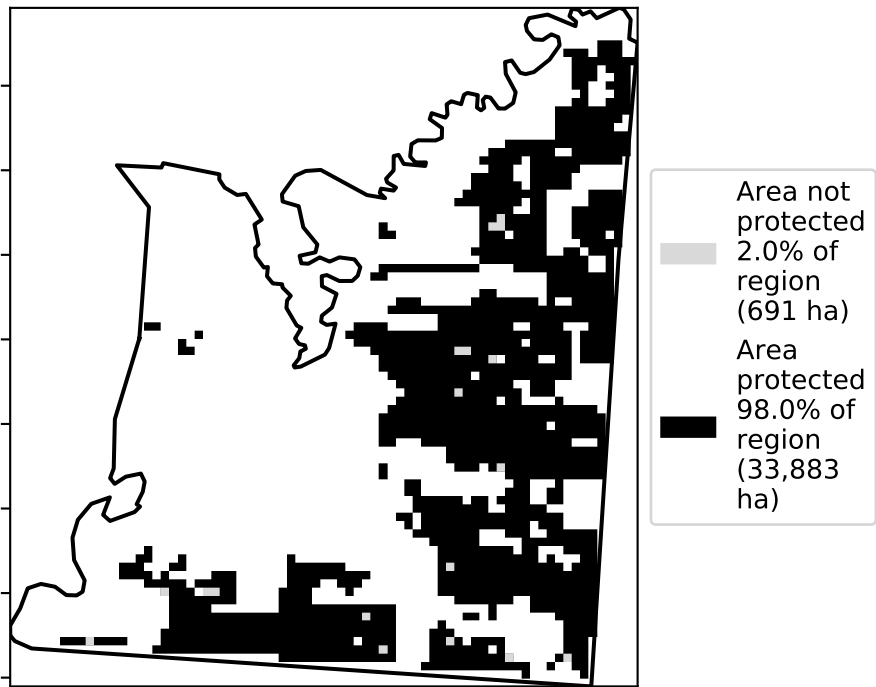 Area not
protected
2.0% of
region
(691 ha)
Area
protected
98.0% of
region
(33,883
ha)